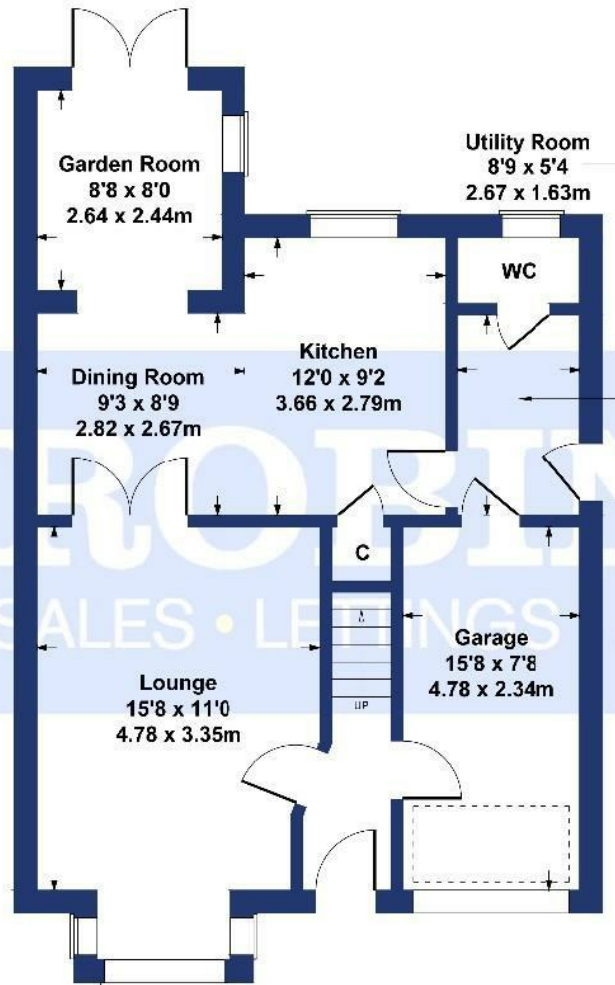 Garden Room
8'8 x 8'0
2.64 x 2.44m
Utility Room
8'9 x 5'4
2.67 x 1.63m
WC
Kitchen
12'0 x 9'2
3.66 x 2.79m
Dining Room
9'3 x 8'9
2.82 x 2.67m
ROBIN
SALES • LETTINGS
C
UP
Lounge
15'8 x 11'0
4.78 x 3.35m
Garage
15'8 x 7'8
4.78 x 2.34m